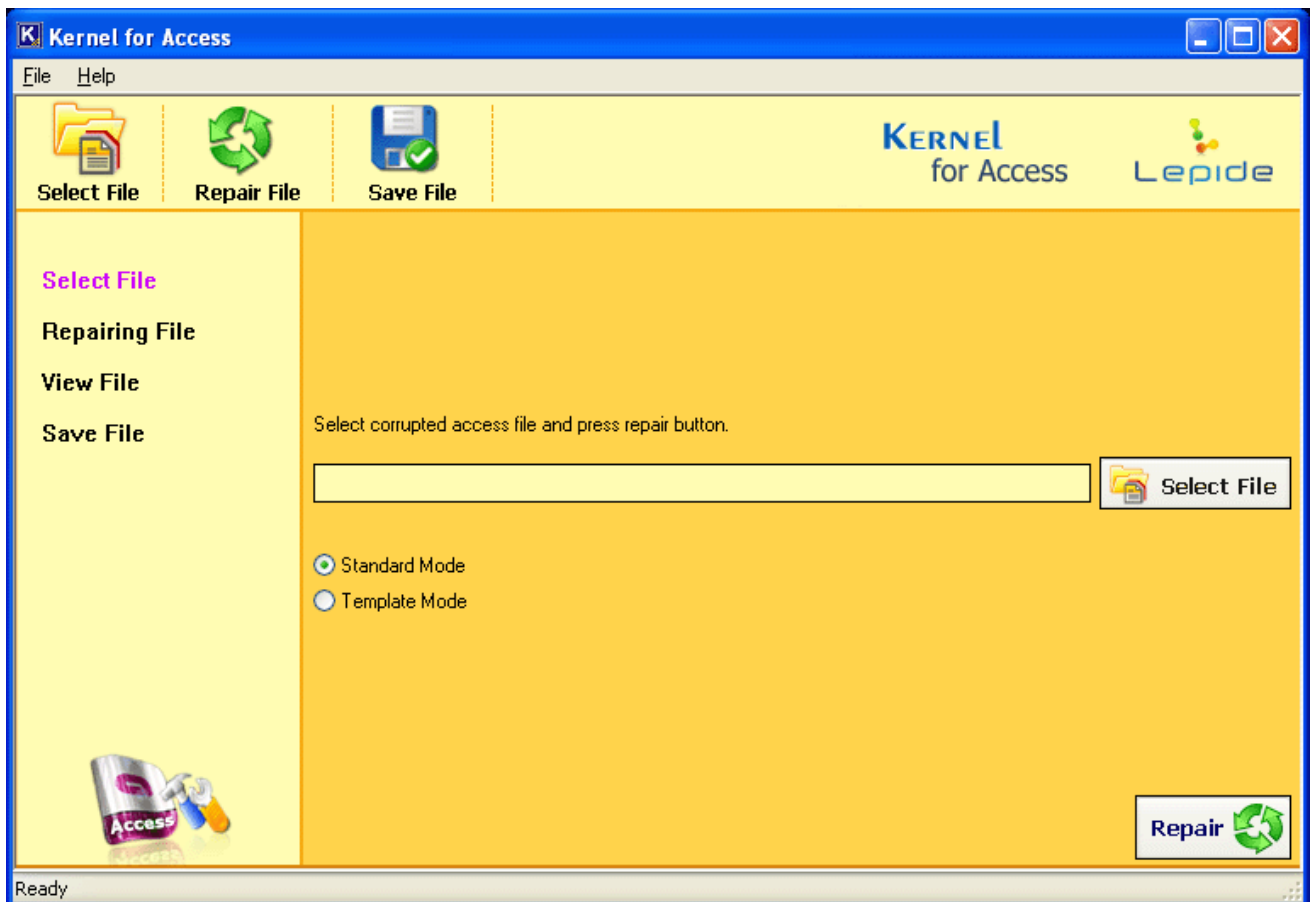 Kernel for Access
File Help
Select File Repair File Save File
KERNEL
for Access
Lepide
Select File
Repairing File
View File
Save File
Select corrupted access file and press repair button.
Select File
Standard Mode
Template Mode
Access
Repair
Ready